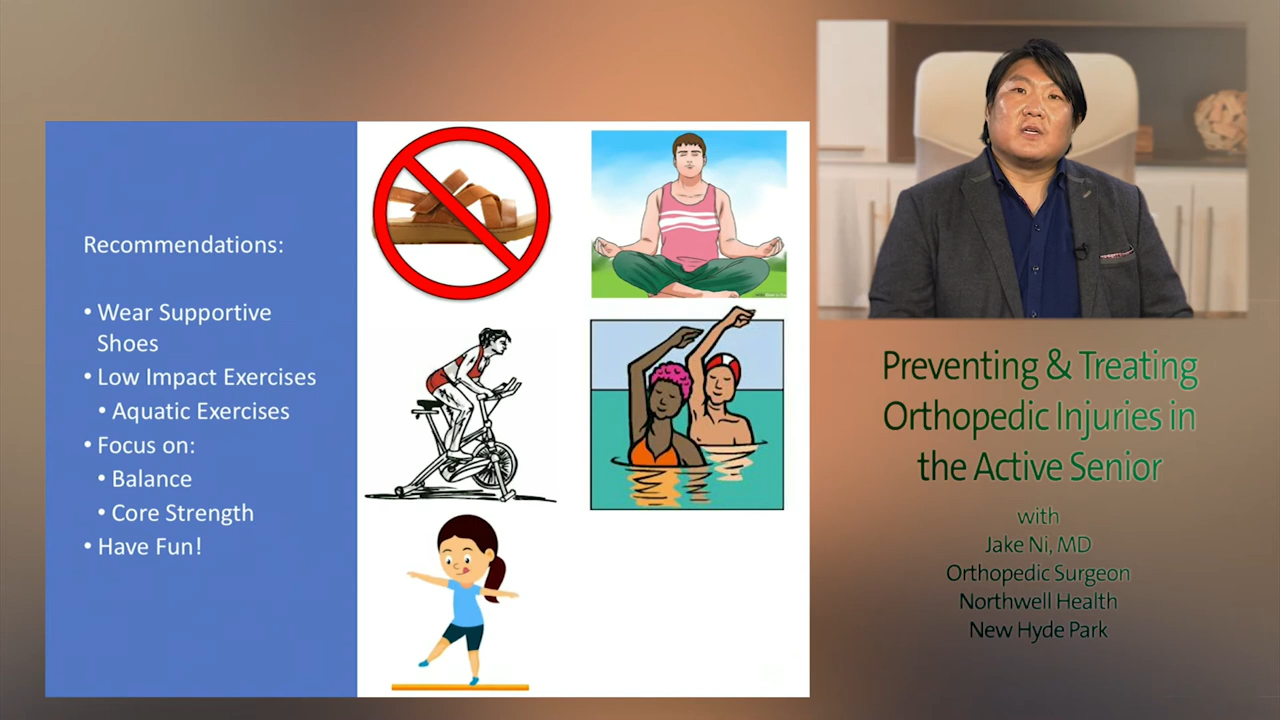 Recommendations:
• Wear Supportive
Shoes
• Low Impact Exercises
• Aquatic Exercises
• Focus on:
• Balance
• Core Strength
• Have Fun!
Preventing & Treating
Orthopedic Injuries in
the Active Senior
with
Jake Ni, MD
Orthopedic Surgeon
Northwell Health
New Hyde Park